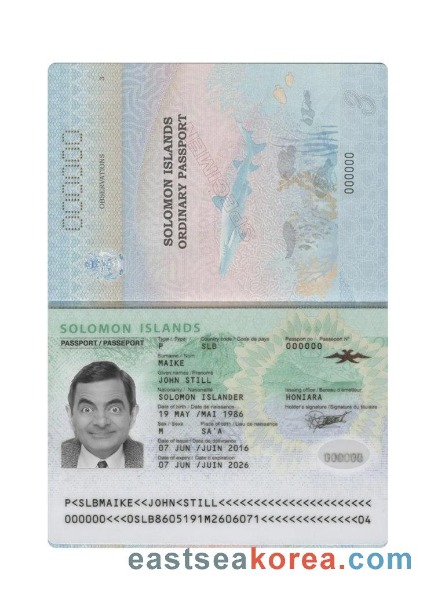 000000
OBSERVATIONS
3
SOLOMON ISLANDS
ORDINARY PASSPORT
SPECIMEN
000000
SOLOMON ISLANDS
PASSPORT/PASSEPORT
Type / Type Country code / Code de pays Passport No / Passeport N°
P SLB 000000
Surname / Nom
MAIKE
Given names / Prénoms
JOHN STILL
Nationality / Nationalité Issuing office / Bureau d'émetteur
SOLOMON ISLANDER HONIARA
Date of birth / Date de naissance Holder's signature / Signature du titulaire
19 MAY /MAI 1986
Sex / Sexe Place of birth / Lieu de naissance
M SA'A
Date of issue / Date de délivrance
07 JUN /JUIN 2016
Date of expiry / Date d'expiration
07 JUN /JUIN 2026
000000
P<SLBMAIKE<<JOHN<STILL<<<<<<<<<<<<<<<<<<<<<<
000000<<<0SLB8605191M2606071<<<<<<<<<<<<<<04
eastseakorea.com